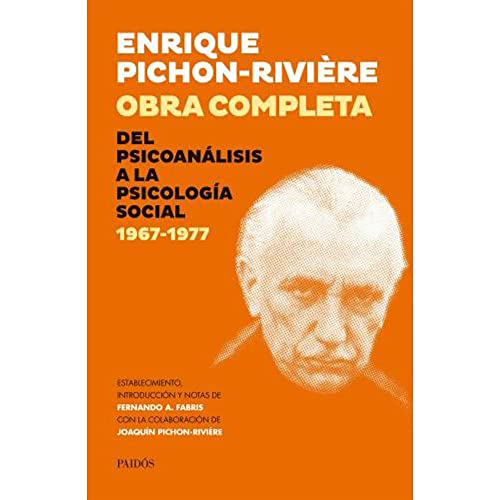 ENRIQUE
PICHON-RIVIÈRE
OBRA COMPLETA
DEL
PSICOANÁLISIS
A LA
PSICOLOGÍA
SOCIAL
1967-1977
ESTABLECIMIENTO,
INTRODUCCIÓN Y NOTAS DE
FERNANDO A. FABRIS
CON LA COLABORACIÓN DE
JOAQUÍN PICHON-RIVIÈRE
PAIDÓS